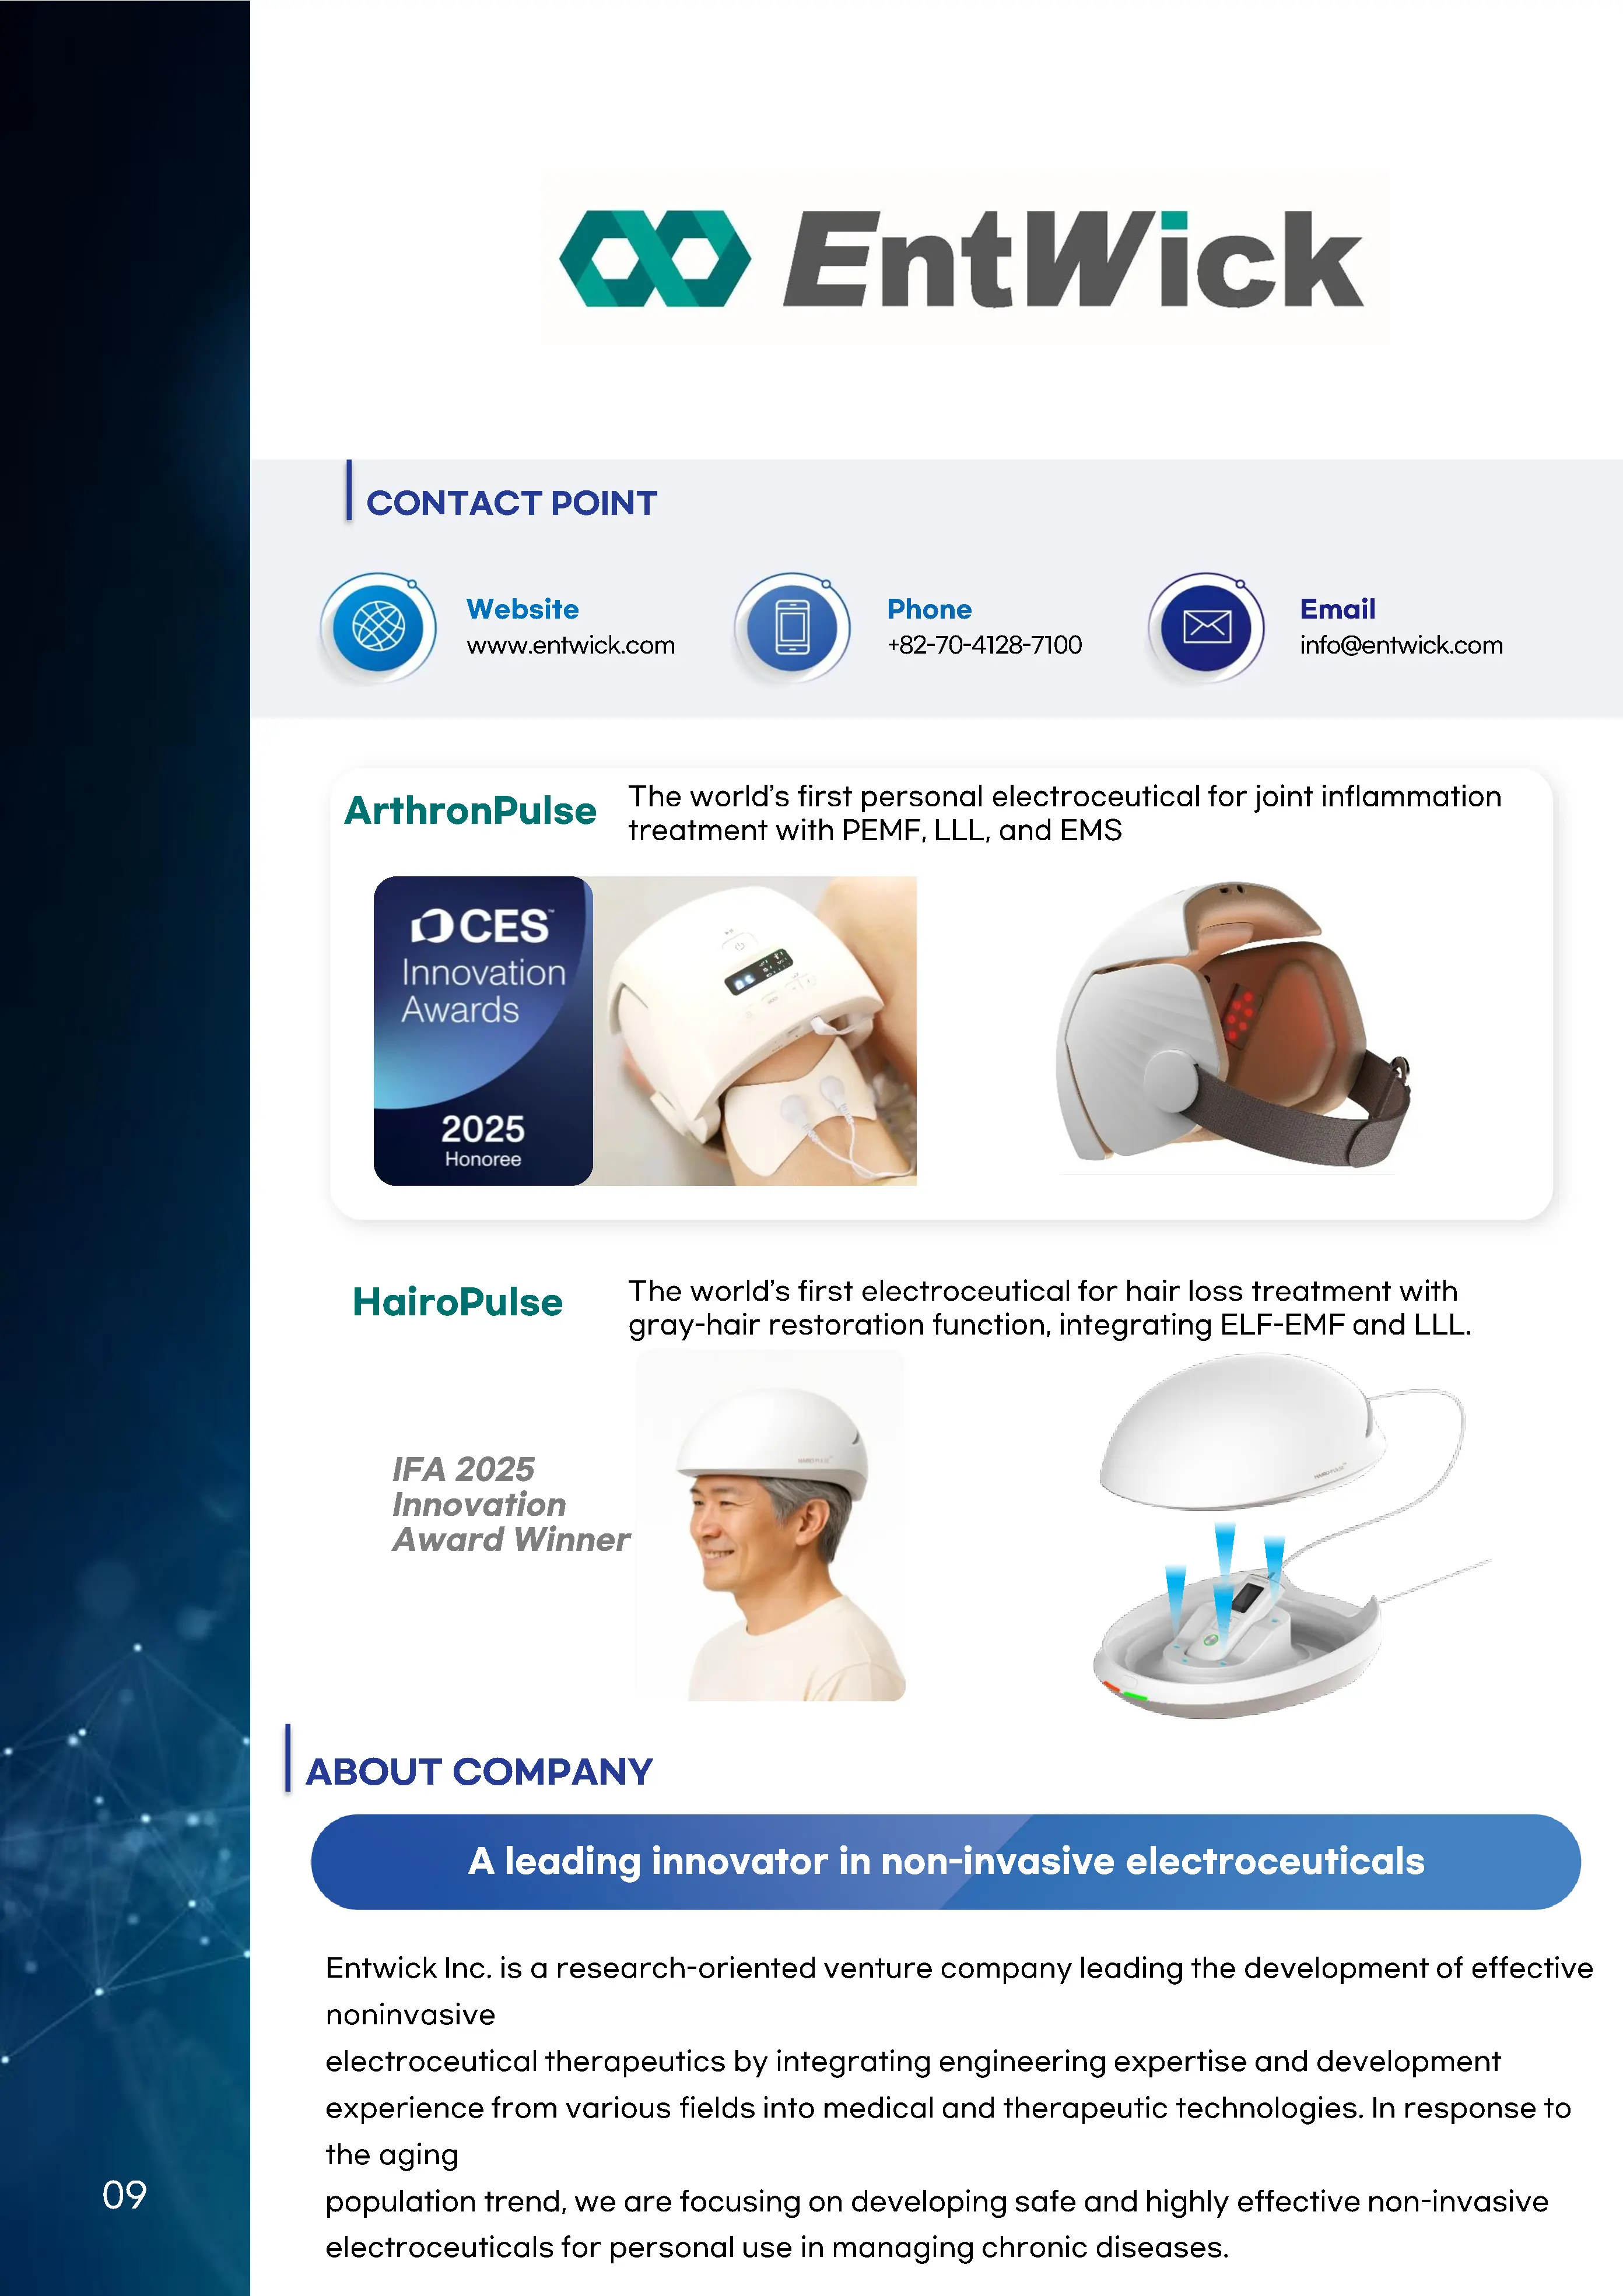 EntWick
CONTACT POINT
Website
www.entwick.com
Phone
+82-70-4128-7100
Email
info@entwick.com
ArthronPulse
The world's first personal electroceutical for joint inflammation
treatment with PEMF, LLL, and EMS
CES™
Innovation
Awards
2025
Honoree
HairoPulse
The world's first electroceutical for hair loss treatment with
gray-hair restoration function, integrating ELF-EMF and LLL.
IFA 2025
Innovation
Award Winner
ABOUT COMPANY
A leading innovator in non-invasive electroceuticals
Entwick Inc. is a research-oriented venture company leading the development of effective
noninvasive
electroceutical therapeutics by integrating engineering expertise and development
experience from various fields into medical and therapeutic technologies. In response to
the aging
population trend, we are focusing on developing safe and highly effective non-invasive
electroceuticals for personal use in managing chronic diseases.
09